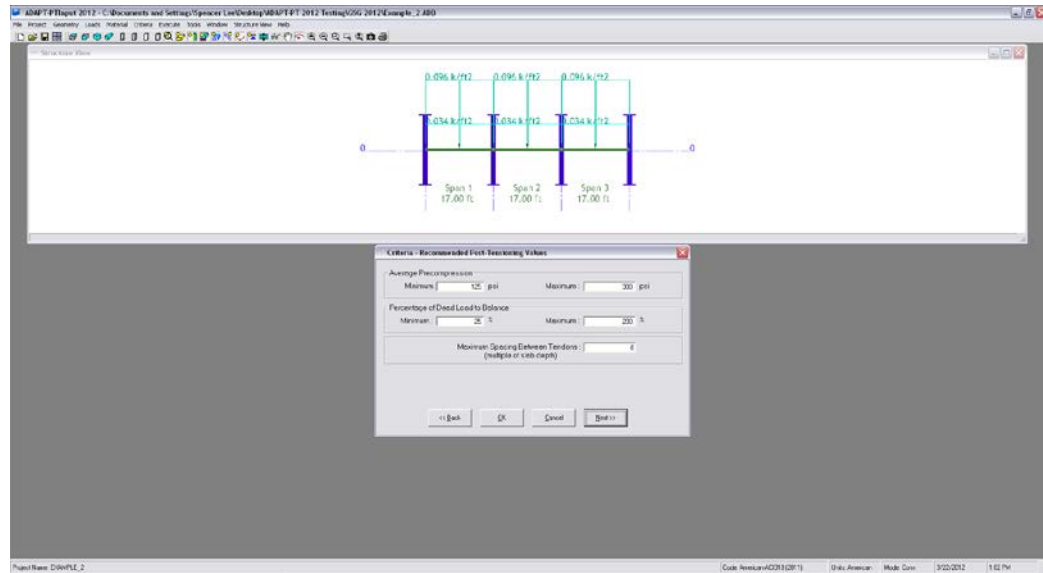 ADAPT-PTInput 2012 - C:\Documents and Settings\Spencer Lee\Desktop\ADAPT-PT 2012 Testing\GSG 2012\Example_2.ADB
File Project Geometry Loads Material Criteria Execute Tools Window Structure View Help
Structure View
0.096 k/ft2 0.096 k/ft2 0.096 k/ft2
0.034 k/ft2 0.034 k/ft2 0.034 k/ft2
0 0
Span 1 Span 2 Span 3
17.00 ft 17.00 ft 17.00 ft
Criteria - Recommended Post-Tensioning Values
Average Precompression
Minimum : 125 psi Maximum : 300 psi
Percentage of Dead Load to Balance
Minimum : 25 % Maximum : 200 %
Maximum Spacing Between Tendons : 8
(multiple of slab depth)
<< Back OK Cancel Next >>
Project Name: EXAMPLE_2 Code: American-ACI318 (2011) Units: American Mode: Conv 3/22/2012 1:02 PM